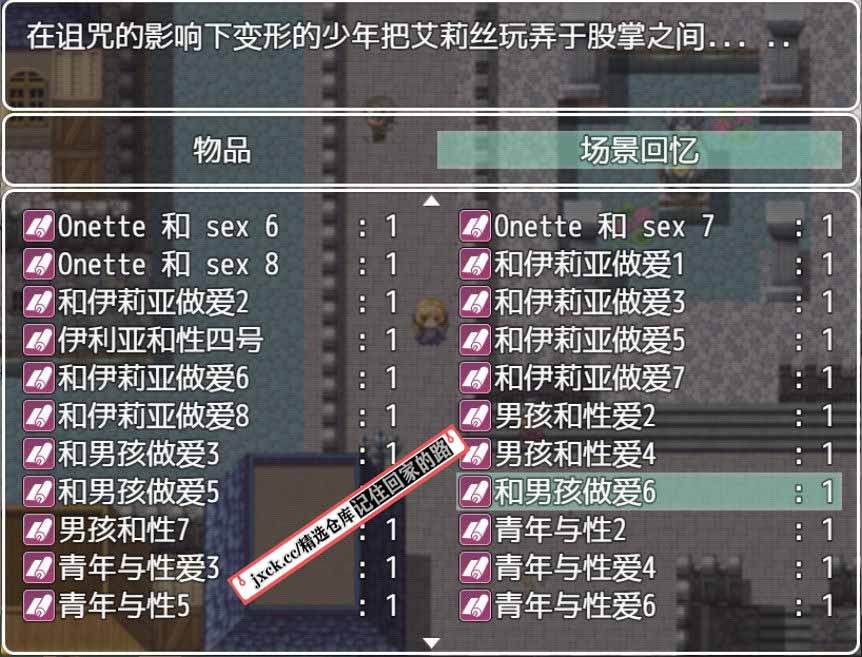 在诅咒的影响下变形的少年把艾莉丝玩弄于股掌之间... ..
物品 场景回忆
Onette 和 sex 6 : 1 Onette 和 sex 7 : 1
Onette 和 sex 8 : 1 和伊莉亚做爱1 : 1
和伊莉亚做爱2 : 1 和伊莉亚做爱3 : 1
伊利亚和性四号 : 1 和伊莉亚做爱5 : 1
和伊莉亚做爱6 : 1 和伊莉亚做爱7 : 1
和伊莉亚做爱8 : 1 男孩和性爱2 : 1
和男孩做爱3 : 1 男孩和性爱4 : 1
和男孩做爱5 : 1 和男孩做爱6 : 1
男孩和性7 : 1 青年与性2 : 1
青年与性爱3 : 1 青年与性爱4 : 1
青年与性5 : 1 青年与性爱6 : 1
jxck.cc/精选仓库记住回家的路